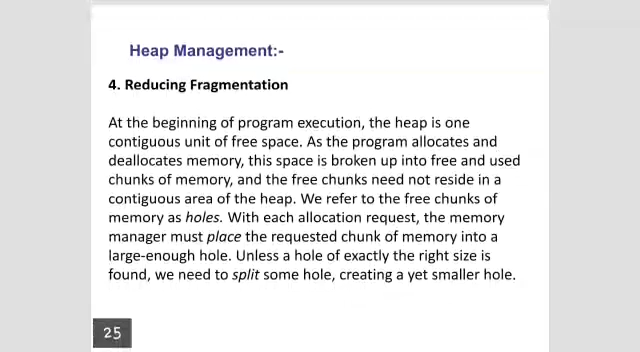 Heap Management:-
4. Reducing Fragmentation
At the beginning of program execution, the heap is one
contiguous unit of free space. As the program allocates and
deallocates memory, this space is broken up into free and used
chunks of memory, and the free chunks need not reside in a
contiguous area of the heap. We refer to the free chunks of
memory as holes. With each allocation request, the memory
manager must place the requested chunk of memory into a
large-enough hole. Unless a hole of exactly the right size is
found, we need to split some hole, creating a yet smaller hole.
25